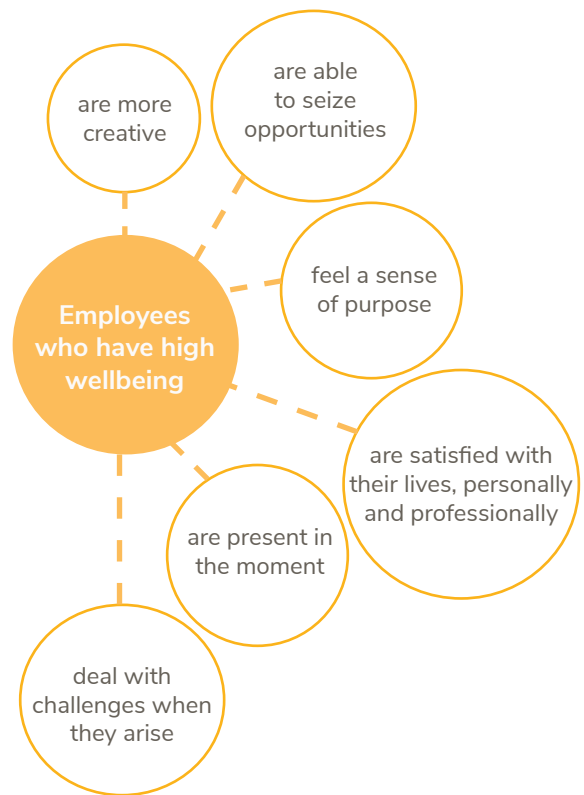 are more
creative
are able
to seize
opportunities
feel a sense
of purpose
Employees
who have high
wellbeing
are satisfied with
their lives, personally
and professionally
are present in
the moment
deal with
challenges when
they arise